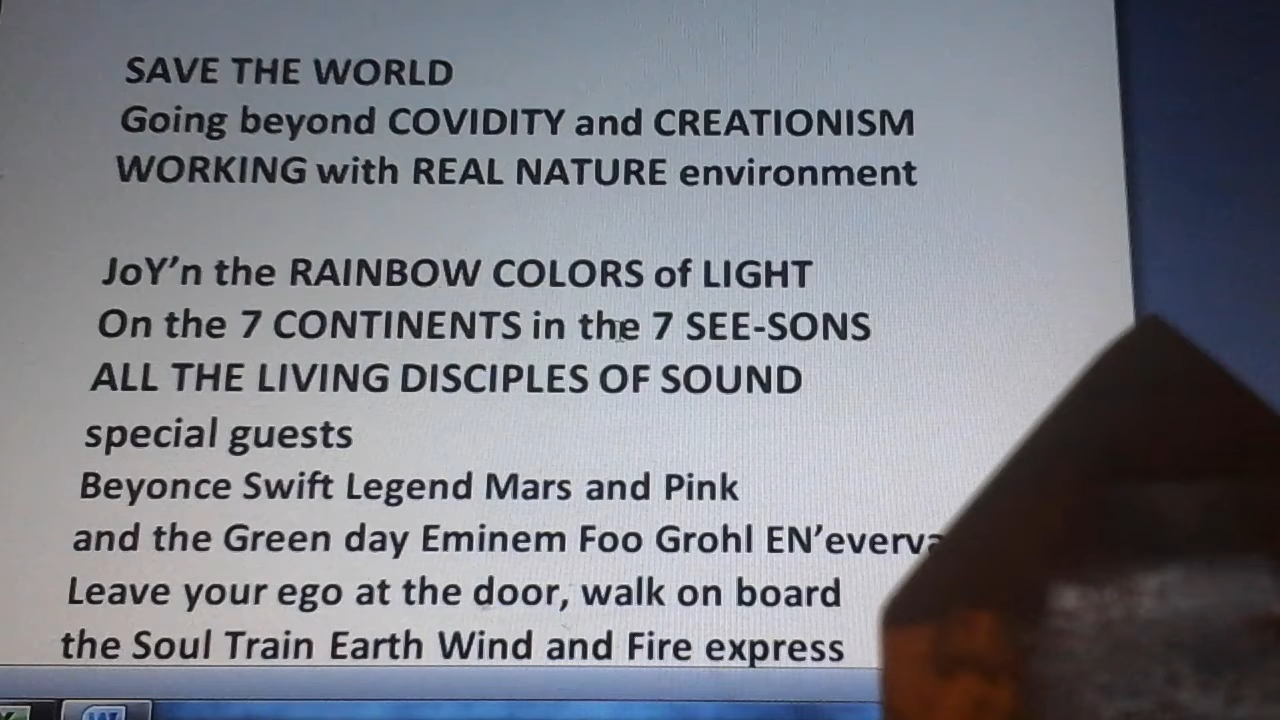 SAVE THE WORLD
Going beyond COVIDITY and CREATIONISM
WORKING with REAL NATURE environment
JoY'n the RAINBOW COLORS of LIGHT
On the 7 CONTINENTS in the 7 SEE-SONS
ALL THE LIVING DISCIPLES OF SOUND
special guests
Beyonce Swift Legend Mars and Pink
and the Green day Eminem Foo Grohl
Leave your ego at the door, walk on board
the Soul Train Earth Wind and Fire express